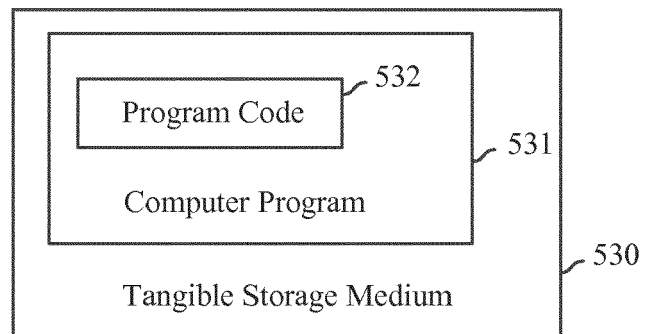 532
Program Code
531
Computer Program
530
Tangible Storage Medium